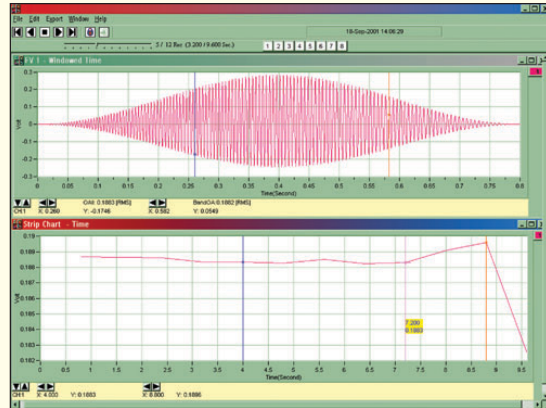 File Edit Export Window Help
18-Sep-2001 14:06:29
5 / 12 Rec (3.200 / 9.600 Sec.)
1 2 3 4 5 6 7 8
1 - Windowed Time
Volt
0.3
0.2
0.1
0
-0.1
-0.2
-0.3
0 0.05 0.1 0.15 0.2 0.25 0.3 0.35 0.4 0.45 0.5 0.55 0.6 0.65 0.7 0.75 0.8
Time(Second)
OA: 0.1883 [RMS] BandOA: 0.1882 [RMS]
CH1 X: 0.260 Y: -0.1746 X: 0.582 Y: 0.0549
Strip Chart - Time
Volt
0.19
0.189
0.188
0.186
0.185
0.184
0.183
0.182
0 0.5 1 1.5 2 2.5 3 3.5 4 4.5 5 5.5 6 6.5 7 7.5 8 8.5 9 9.5
7.200
0.1883
Time(Second)
CH1 X: 4.000 Y: 0.1883 X: 8.800 Y: 0.1896